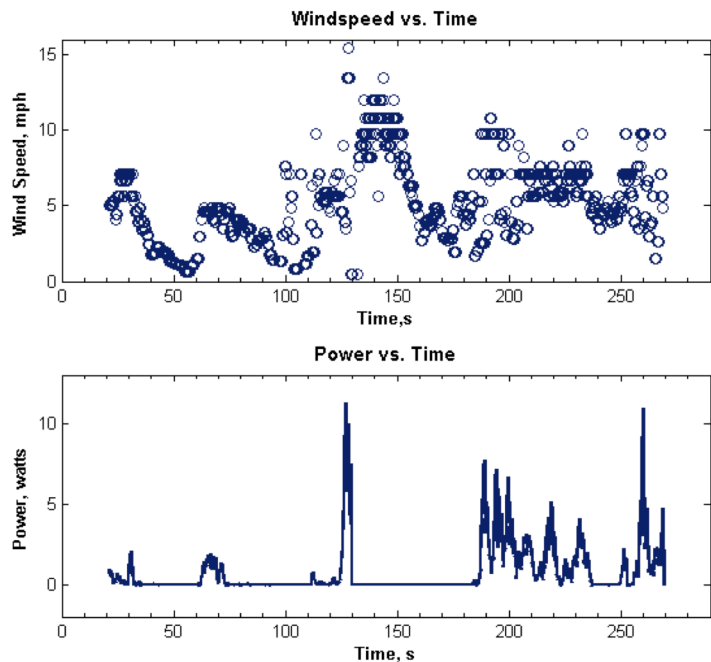 Windspeed vs. Time
15
10
5
0
Wind Speed, mph
0 50 100 150 200 250
Time,s
Power vs. Time
10
5
0
Power, watts
0 50 100 150 200 250
Time, s